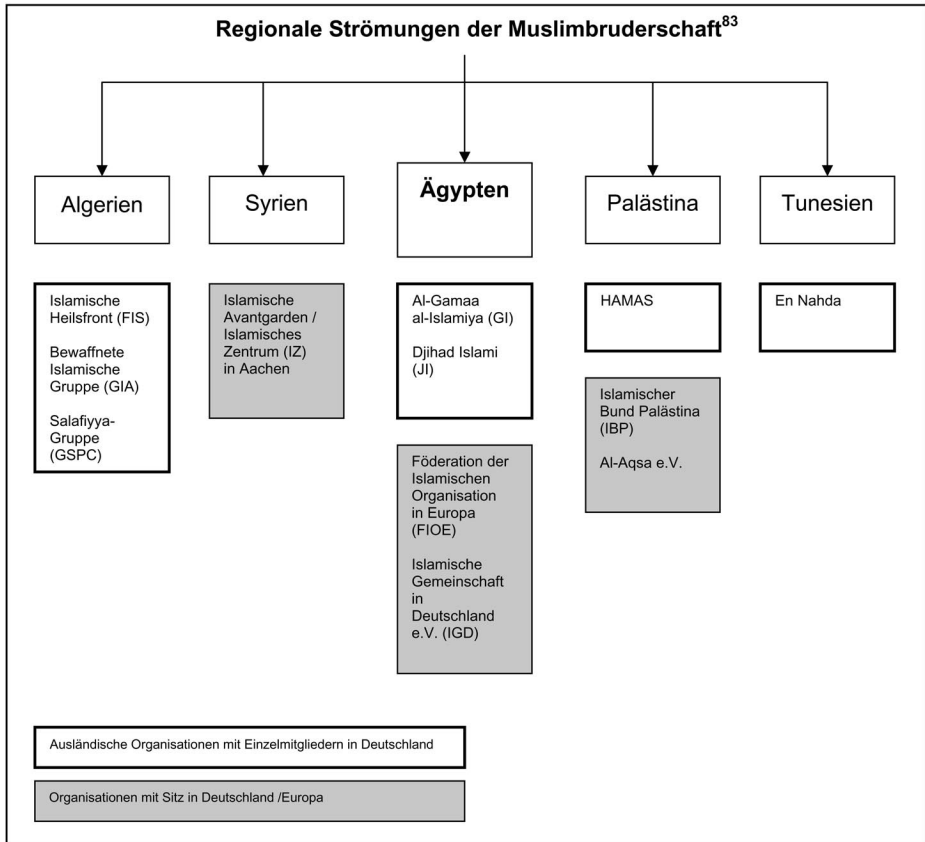 Regionale Strömungen der Muslimbruderschaft83
Algerien
Syrien
Ägypten
Palästina
Tunesien
Islamische
Heilsfront (FIS)
Bewaffnete
Islamische
Gruppe (GIA)
Salafiyya-
Gruppe
(GSPC)
Islamische
Avantgarden /
Islamisches
Zentrum (IZ)
in Aachen
Al-Gamaa
al-Islamiya (GI)
Djihad Islami
(JI)
Föderation der
Islamischen
Organisation
in Europa
(FIOE)
Islamische
Gemeinschaft
in
Deutschland
e.V. (IGD)
HAMAS
Islamischer
Bund Palästina
(IBP)
Al-Aqsa e.V.
En Nahda
Ausländische Organisationen mit Einzelmitgliedern in Deutschland
Organisationen mit Sitz in Deutschland /Europa